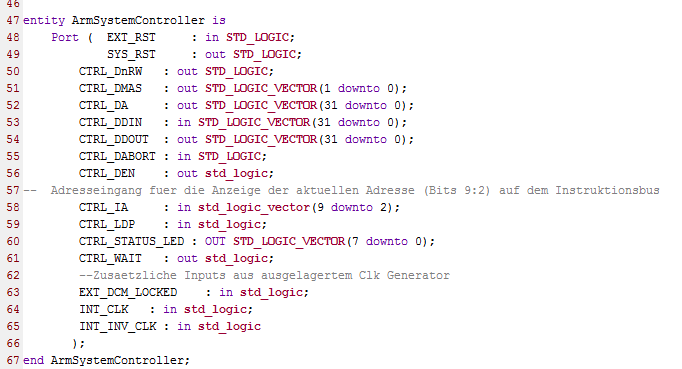 46
47 entity ArmSystemController is
48     Port (  EXT_RST     : in STD_LOGIC;
49             SYS_RST     : out STD_LOGIC;
50         CTRL_DnRW   : out STD_LOGIC;
51         CTRL_DMAS   : out STD_LOGIC_VECTOR(1 downto 0);
52         CTRL_DA     : out STD_LOGIC_VECTOR(31 downto 0);
53         CTRL_DDIN   : in STD_LOGIC_VECTOR(31 downto 0);
54         CTRL_DDOUT  : out STD_LOGIC_VECTOR(31 downto 0);
55         CTRL_DABORT : in STD_LOGIC;
56         CTRL_DEN    : out std_logic;
57 --  Adresseingang fuer die Anzeige der aktuellen Adresse (Bits 9:2) auf dem Instruktionsbus
58         CTRL_IA     : in std_logic_vector(9 downto 2);
59         CTRL_LDP    : in std_logic;
60         CTRL_STATUS_LED : OUT STD_LOGIC_VECTOR(7 downto 0);
61         CTRL_WAIT   : out std_logic;
62         --Zusaetzliche Inputs aus ausgelagertem Clk Generator
63         EXT_DCM_LOCKED    : in std_logic;
64         INT_CLK   : in std_logic;
65         INT_INV_CLK : in std_logic
66        );
67 end ArmSystemController;